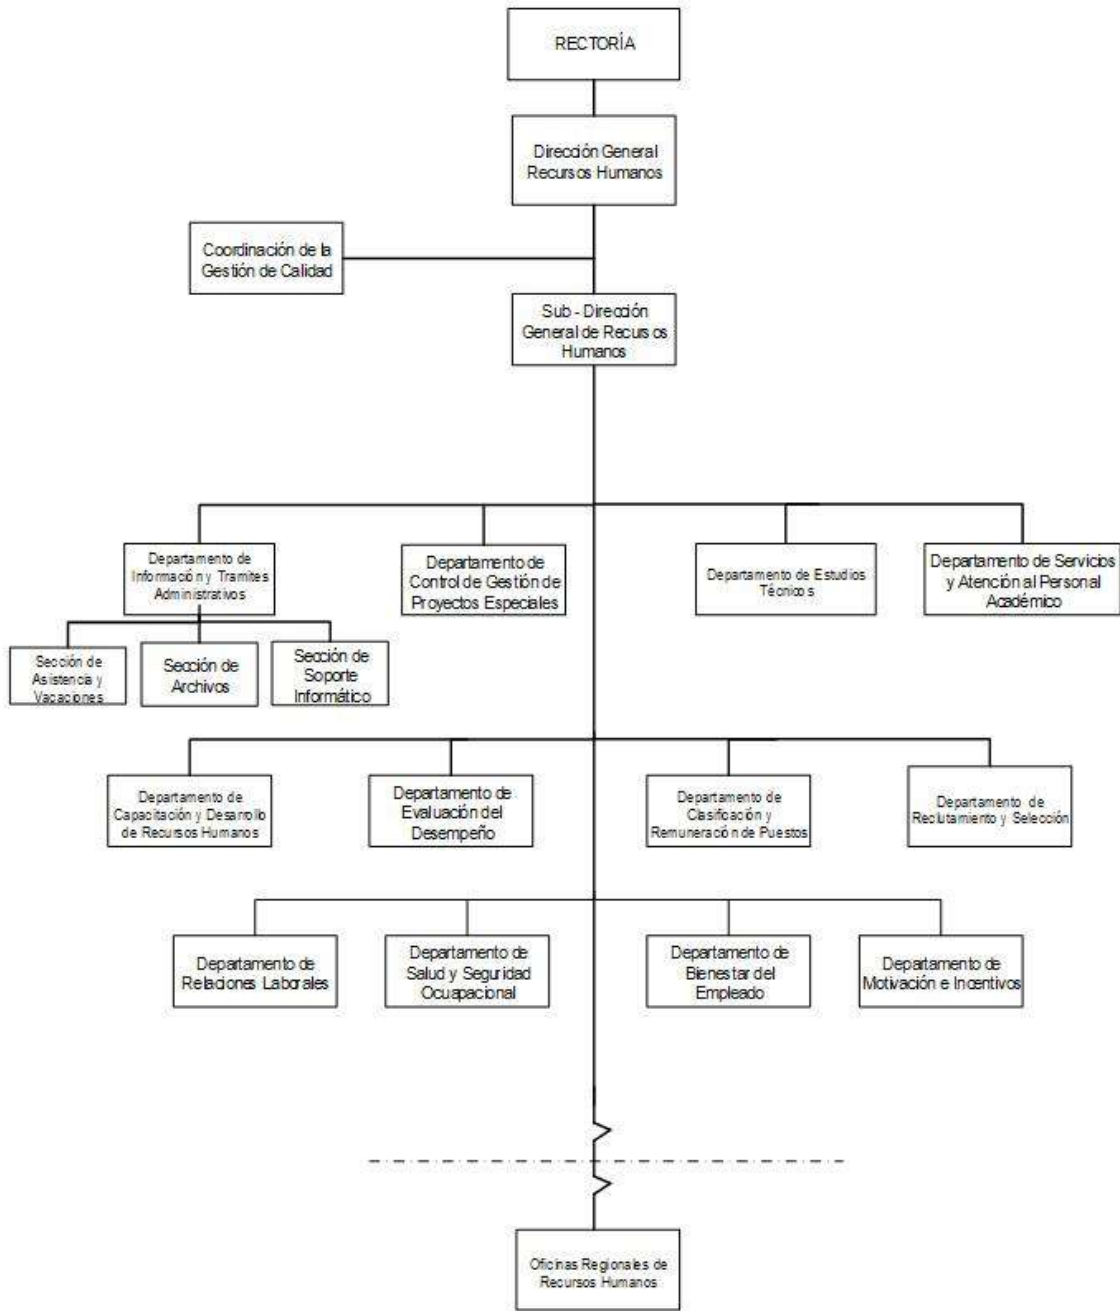 RECTORÍA
Dirección General
Recursos Humanos
Coordinación de la
Gestión de Calidad
Sub - Dirección
General de Recursos
Humanos
Departamento de
Información y Tramites
Administrativos
Departamento de
Control de Gestión de
Proyectos Especiales
Departamento de Estudios
Técnicos
Departamento de Servicios
y Atención al Personal
Académico
Sección de
Asistencia y
Vacaciones
Sección de
Archivos
Sección de
Soporte
Informático
Departamento de
Capacitación y Desarrollo
de Recursos Humanos
Departamento de
Evaluación del
Desempeño
Departamento de
Clasificación y
Remuneración de Puestos
Departamento de
Reclutamiento y Selección
Departamento de
Relaciones Laborales
Departamento de
Salud y Seguridad
Ocupacional
Departamento de
Bienestar del
Empleado
Departamento de
Motivación e Incentivos
Oficinas Regionales de
Recursos Humanos